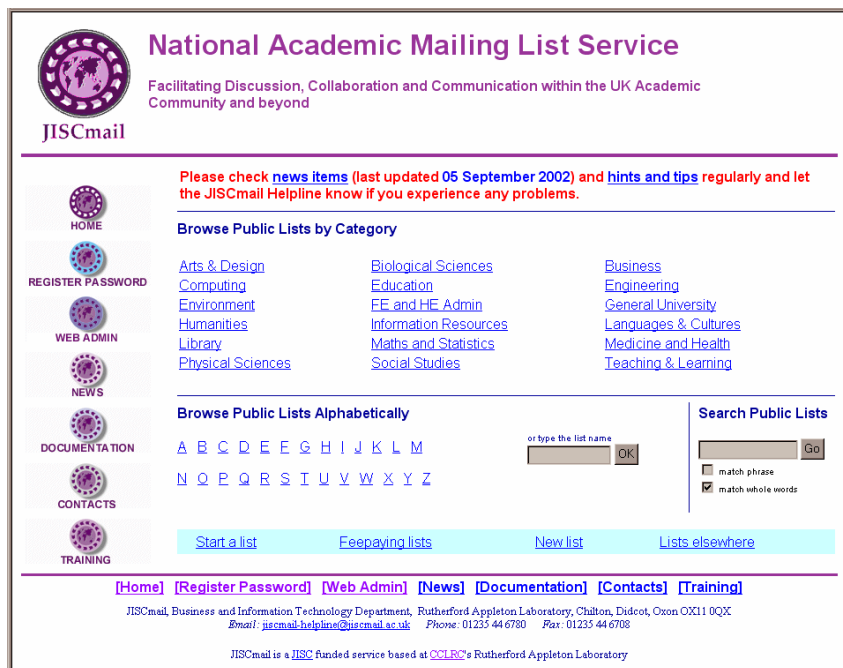 National Academic Mailing List Service
Facilitating Discussion, Collaboration and Communication within the UK Academic
Community and beyond
JISCmail
Please check news items (last updated 05 September 2002) and hints and tips regularly and let
the JISCmail Helpline know if you experience any problems.
HOME
REGISTER PASSWORD
WEB ADMIN
NEWS
DOCUMENTATION
CONTACTS
TRAINING
Browse Public Lists by Category
Arts & Design Biological Sciences Business
Computing Education Engineering
Environment FE and HE Admin General University
Humanities Information Resources Languages & Cultures
Library Maths and Statistics Medicine and Health
Physical Sciences Social Studies Teaching & Learning
Browse Public Lists Alphabetically
A B C D E F G H I J K L M
N O P Q R S T U V W X Y Z
or type the list name
OK
Search Public Lists
Go
match phrase
match whole words
Start a list Feepaying lists New list Lists elsewhere
[Home] [Register Password] [Web Admin] [News] [Documentation] [Contacts] [Training]
JISCmail, Business and Information Technology Department, Rutherford Appleton Laboratory, Chilton, Didcot, Oxon OX11 0QX
Email: jiscmail-helpline@jiscmail.ac.uk Phone: 01235 44 6780 Fax: 01235 44 6708
JISCmail is a JISC funded service based at CCLRC's Rutherford Appleton Laboratory